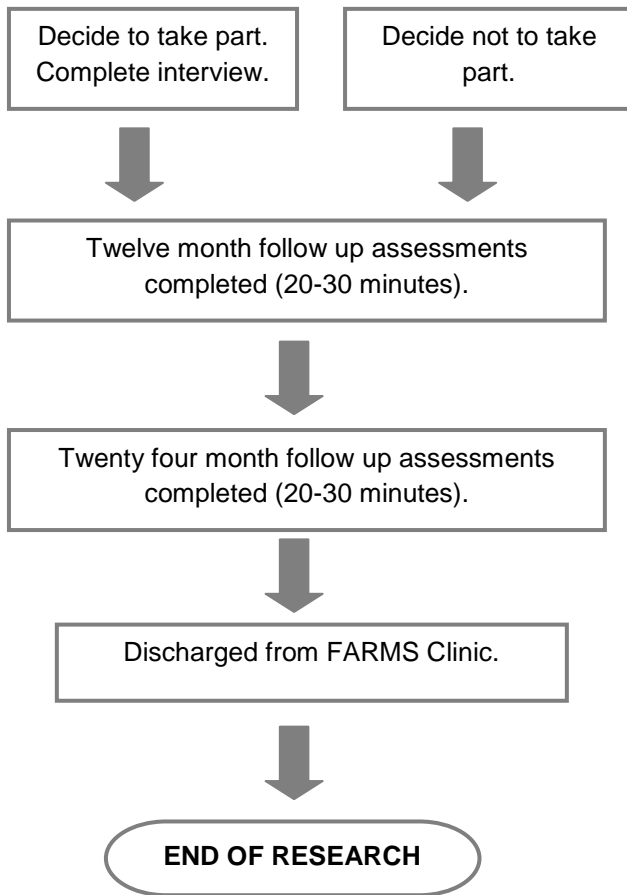 Decide to take part.
Complete interview.
Decide not to take
part.
Twelve month follow up assessments
completed (20-30 minutes).
Twenty four month follow up assessments
completed (20-30 minutes).
Discharged from FARMS Clinic.
END OF RESEARCH